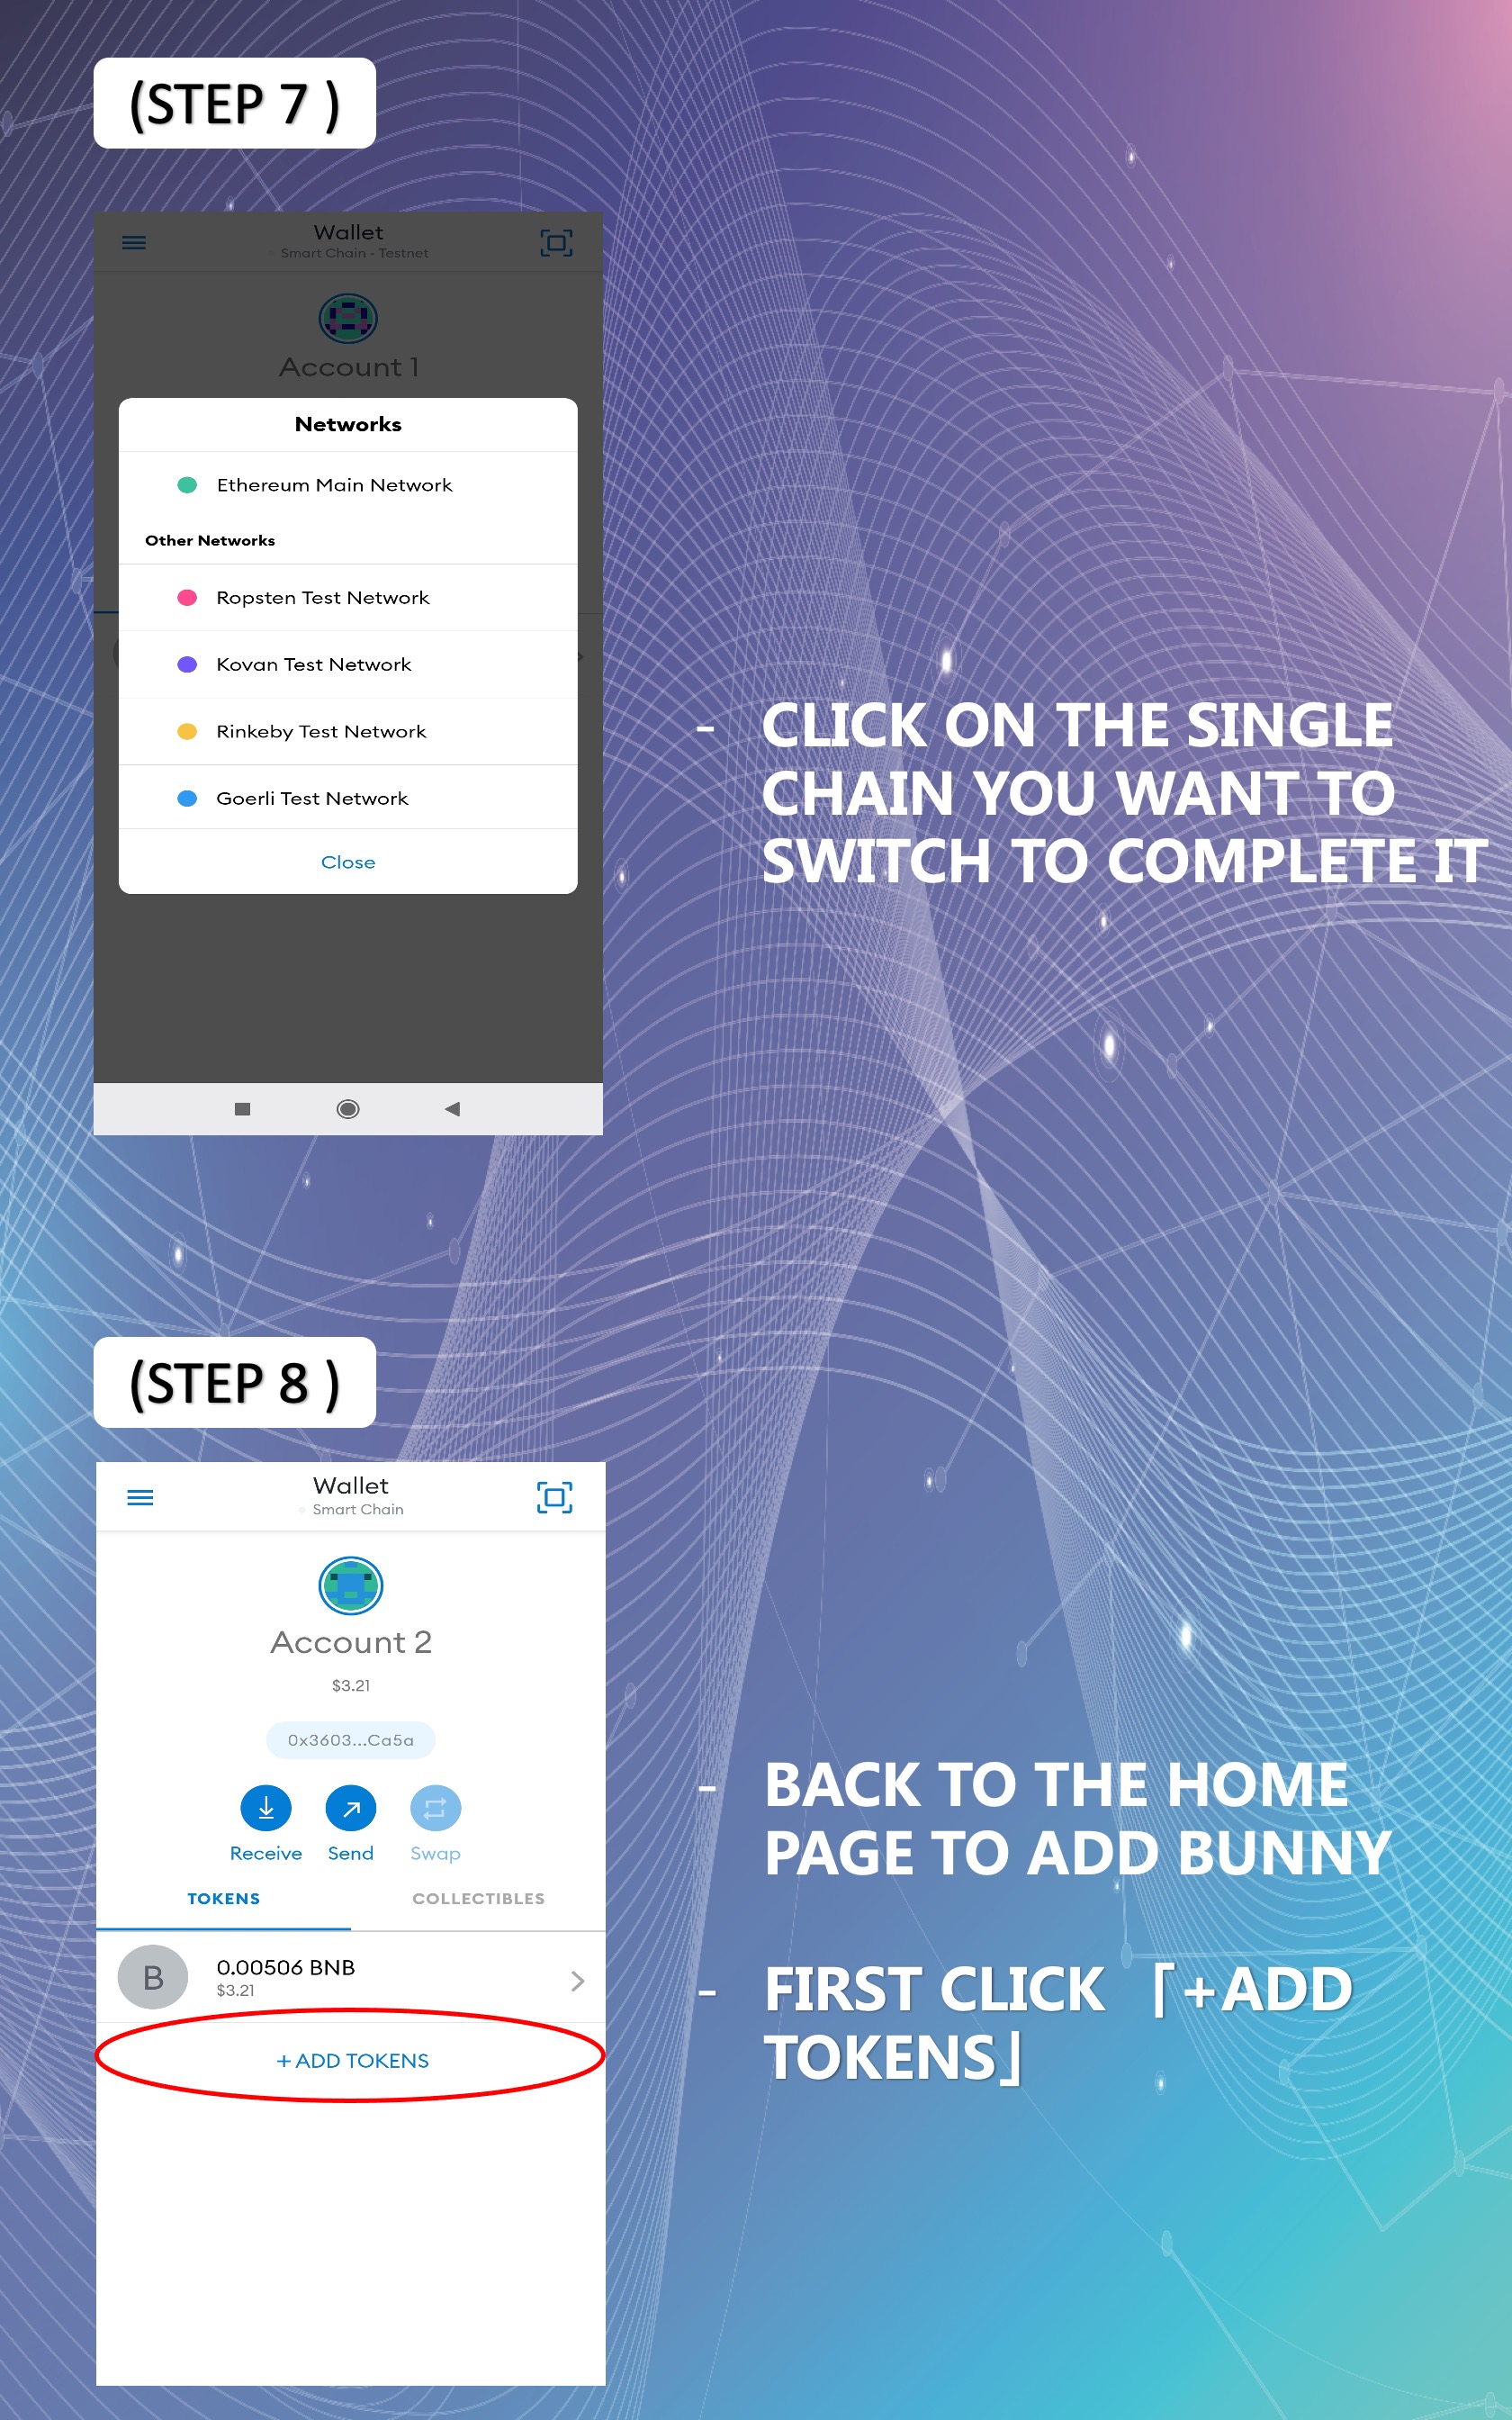 (STEP 7 )
Wallet
Smart Chain - Testnet
Account 1
Networks
Ethereum Main Network
Other Networks
Ropsten Test Network
Kovan Test Network
Rinkeby Test Network
Goerli Test Network
Close
- CLICK ON THE SINGLE
CHAIN YOU WANT TO
SWITCH TO COMPLETE IT
(STEP 8 )
Wallet
Smart Chain
Account 2
$3.21
0x3603...Ca5a
Receive Send Swap
TOKENS COLLECTIBLES
B
0.00506 BNB
$3.21
+ ADD TOKENS
- BACK TO THE HOME
PAGE TO ADD BUNNY
- FIRST CLICK 「+ADD
TOKENS」